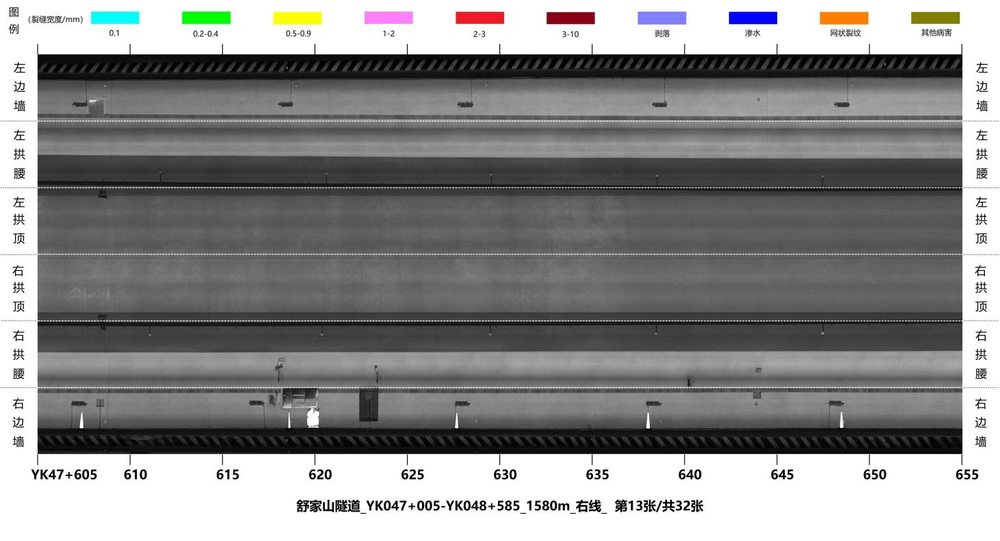 图例 (裂缝宽度/mm) 0.1 0.2-0.4 0.5-0.9 1-2 2-3 3-10 剥落 渗水 网状裂纹 其他病害
左边墙 左边墙
左拱腰 左拱腰
左拱顶 左拱顶
右拱顶 右拱顶
右拱腰 右拱腰
右边墙 右边墙
YK47+605 610 615 620 625 630 635 640 645 650 655
舒家山隧道_YK047+005-YK048+585_1580m_右线_ 第13张/共32张